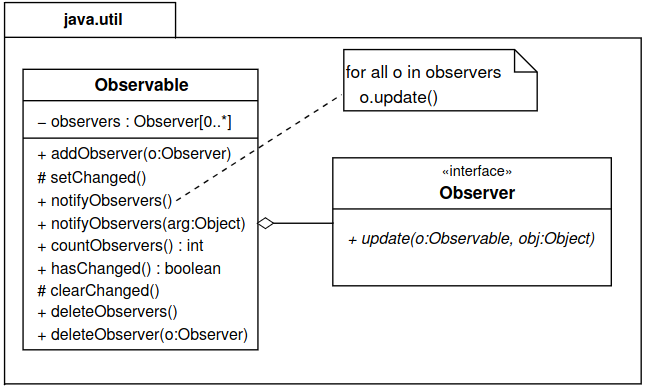 java.util
Observable
– observers : Observer[0..*]
+ addObserver(o:Observer)
# setChanged()
+ notifyObservers()
+ notifyObservers(arg:Object)
+ countObservers() : int
+ hasChanged() : boolean
# clearChanged()
+ deleteObservers()
+ deleteObserver(o:Observer)
for all o in observers
o.update()
«interface»
Observer
+ update(o:Observable, obj:Object)